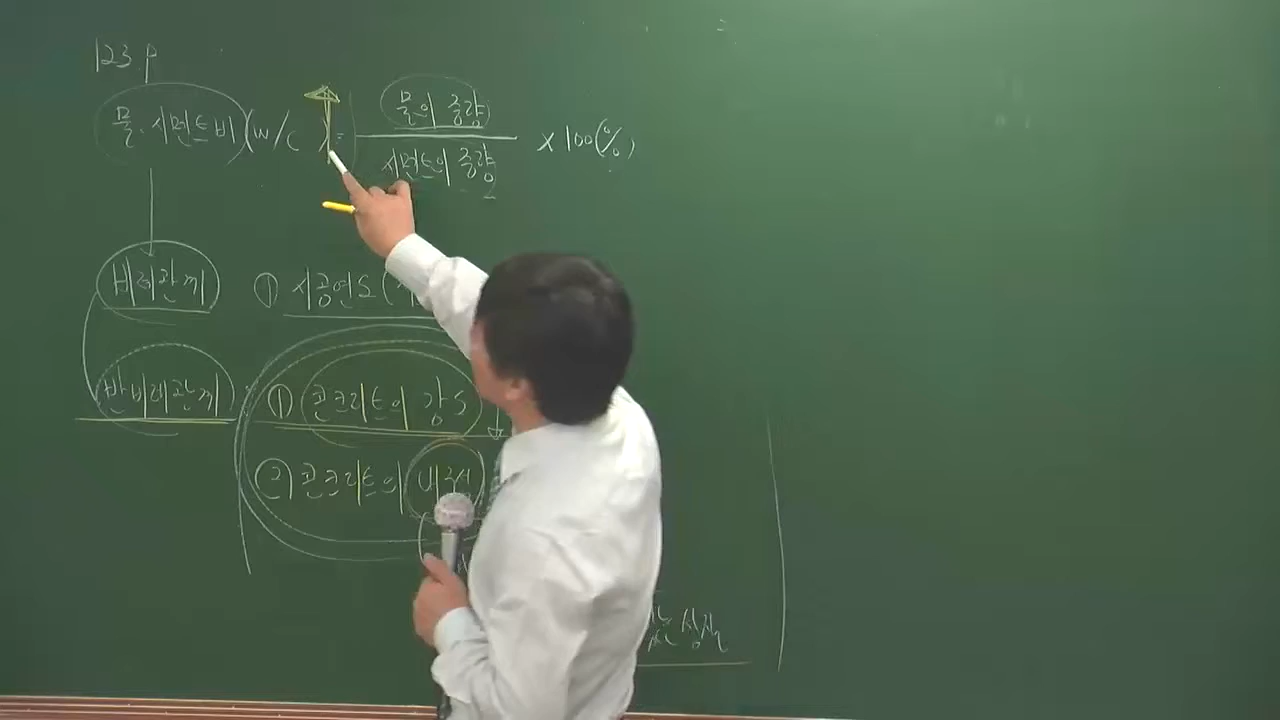 123 p
물·시멘트비(W/C) = 물의 중량 / 시멘트의 중량 × 100(%)
비례관계 ① 시공연도(
반비례관계 ① 콘크리트의 강도
② 콘크리트의 내구성
성질